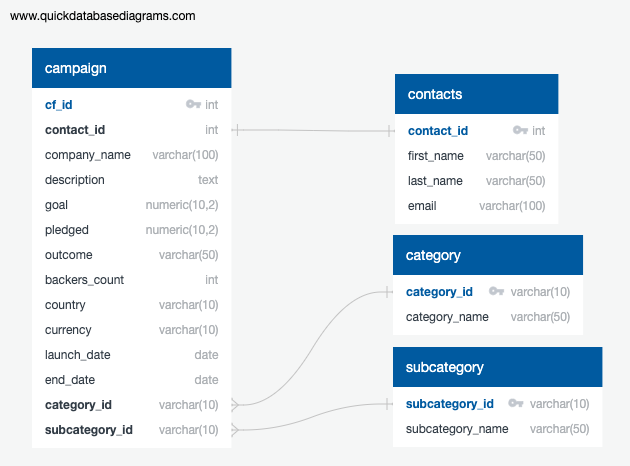 www.quickdatabasediagrams.com
campaign
cf_id int
contact_id int
company_name varchar(100)
description text
goal numeric(10,2)
pledged numeric(10,2)
outcome varchar(50)
backers_count int
country varchar(10)
currency varchar(10)
launch_date date
end_date date
category_id varchar(10)
subcategory_id varchar(10)
contacts
contact_id int
first_name varchar(50)
last_name varchar(50)
email varchar(100)
category
category_id varchar(10)
category_name varchar(50)
subcategory
subcategory_id varchar(10)
subcategory_name varchar(50)